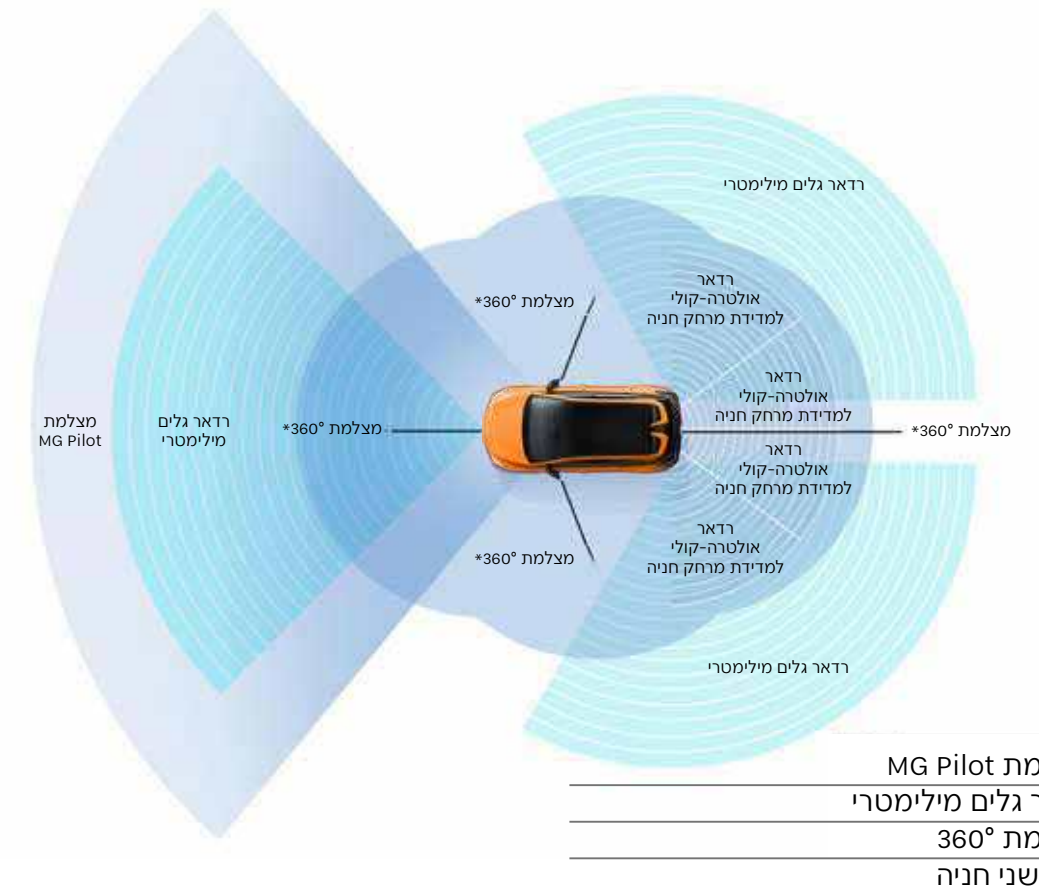 רדאר גלים מילימטרי
רדאר
אולטרה-קולי
למדידת מרחק חניה
מצלמת 360°*
רדאר
אולטרה-קולי
למדידת מרחק חניה
מצלמת 360°*
רדאר
אולטרה-קולי
למדידת מרחק חניה
מצלמת 360°*
רדאר גלים
מילימטרי
מצלמת
MG Pilot
רדאר
אולטרה-קולי
למדידת מרחק חניה
מצלמת 360°*
רדאר גלים מילימטרי
MG Pilot
גלים מילימטרי
360°
חניה